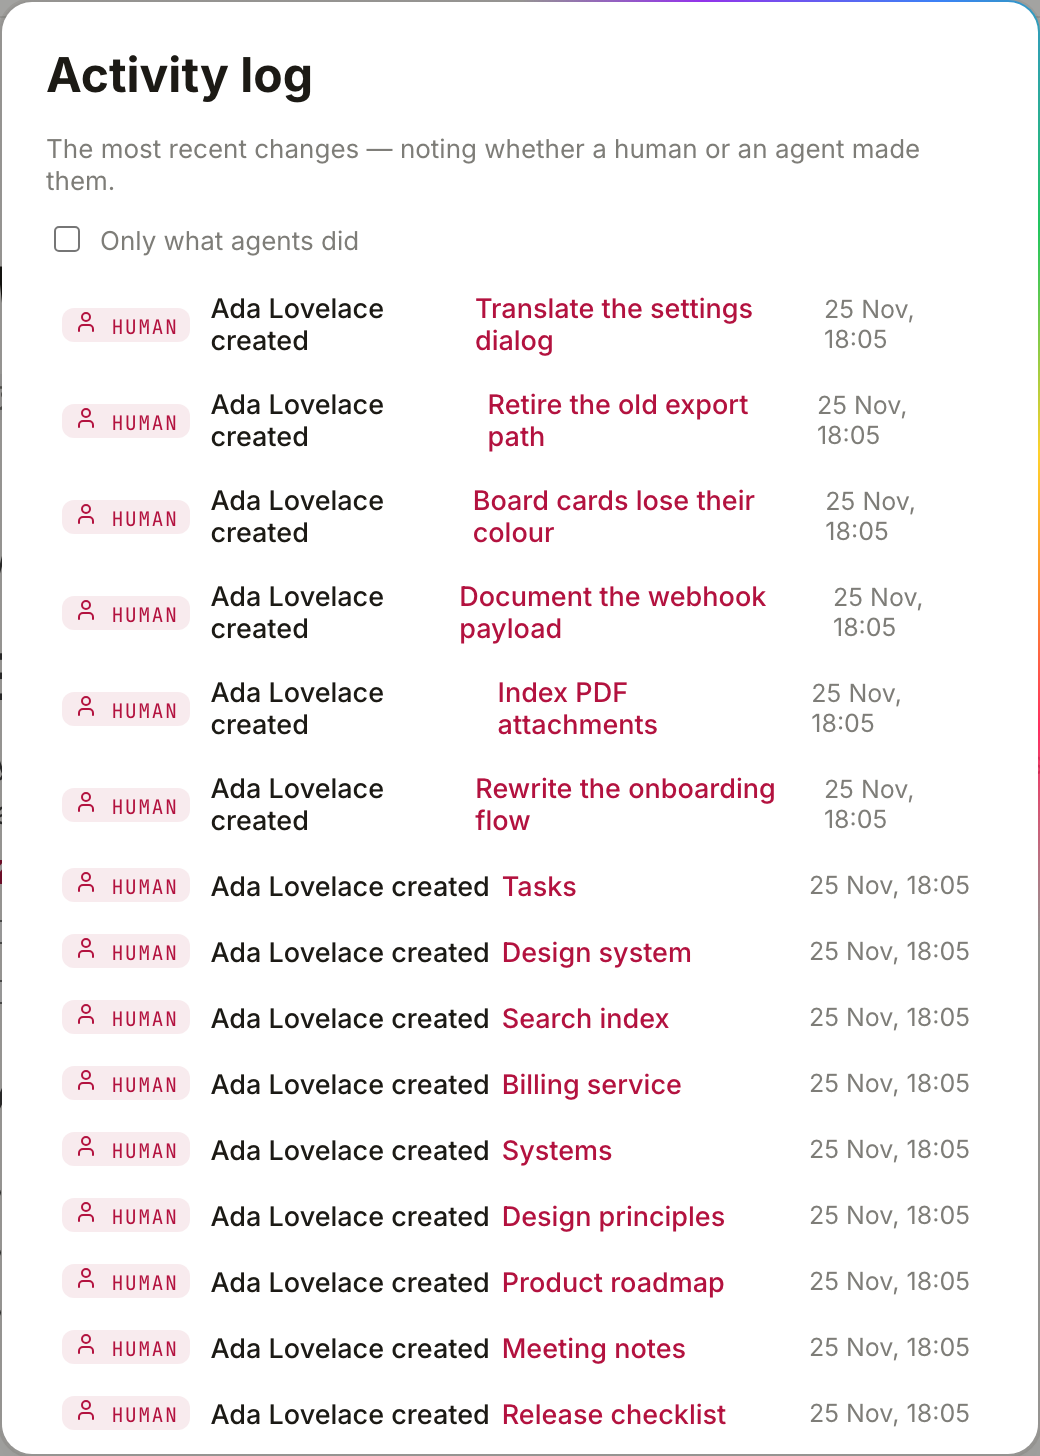 Activity log
The most recent changes — noting whether a human or an agent made
them.
Only what agents did
HUMAN Ada Lovelace created Translate the settings dialog 25 Nov, 18:05
HUMAN Ada Lovelace created Retire the old export path 25 Nov, 18:05
HUMAN Ada Lovelace created Board cards lose their colour 25 Nov, 18:05
HUMAN Ada Lovelace created Document the webhook payload 25 Nov, 18:05
HUMAN Ada Lovelace created Index PDF attachments 25 Nov, 18:05
HUMAN Ada Lovelace created Rewrite the onboarding flow 25 Nov, 18:05
HUMAN Ada Lovelace created Tasks 25 Nov, 18:05
HUMAN Ada Lovelace created Design system 25 Nov, 18:05
HUMAN Ada Lovelace created Search index 25 Nov, 18:05
HUMAN Ada Lovelace created Billing service 25 Nov, 18:05
HUMAN Ada Lovelace created Systems 25 Nov, 18:05
HUMAN Ada Lovelace created Design principles 25 Nov, 18:05
HUMAN Ada Lovelace created Product roadmap 25 Nov, 18:05
HUMAN Ada Lovelace created Meeting notes 25 Nov, 18:05
HUMAN Ada Lovelace created Release checklist 25 Nov, 18:05